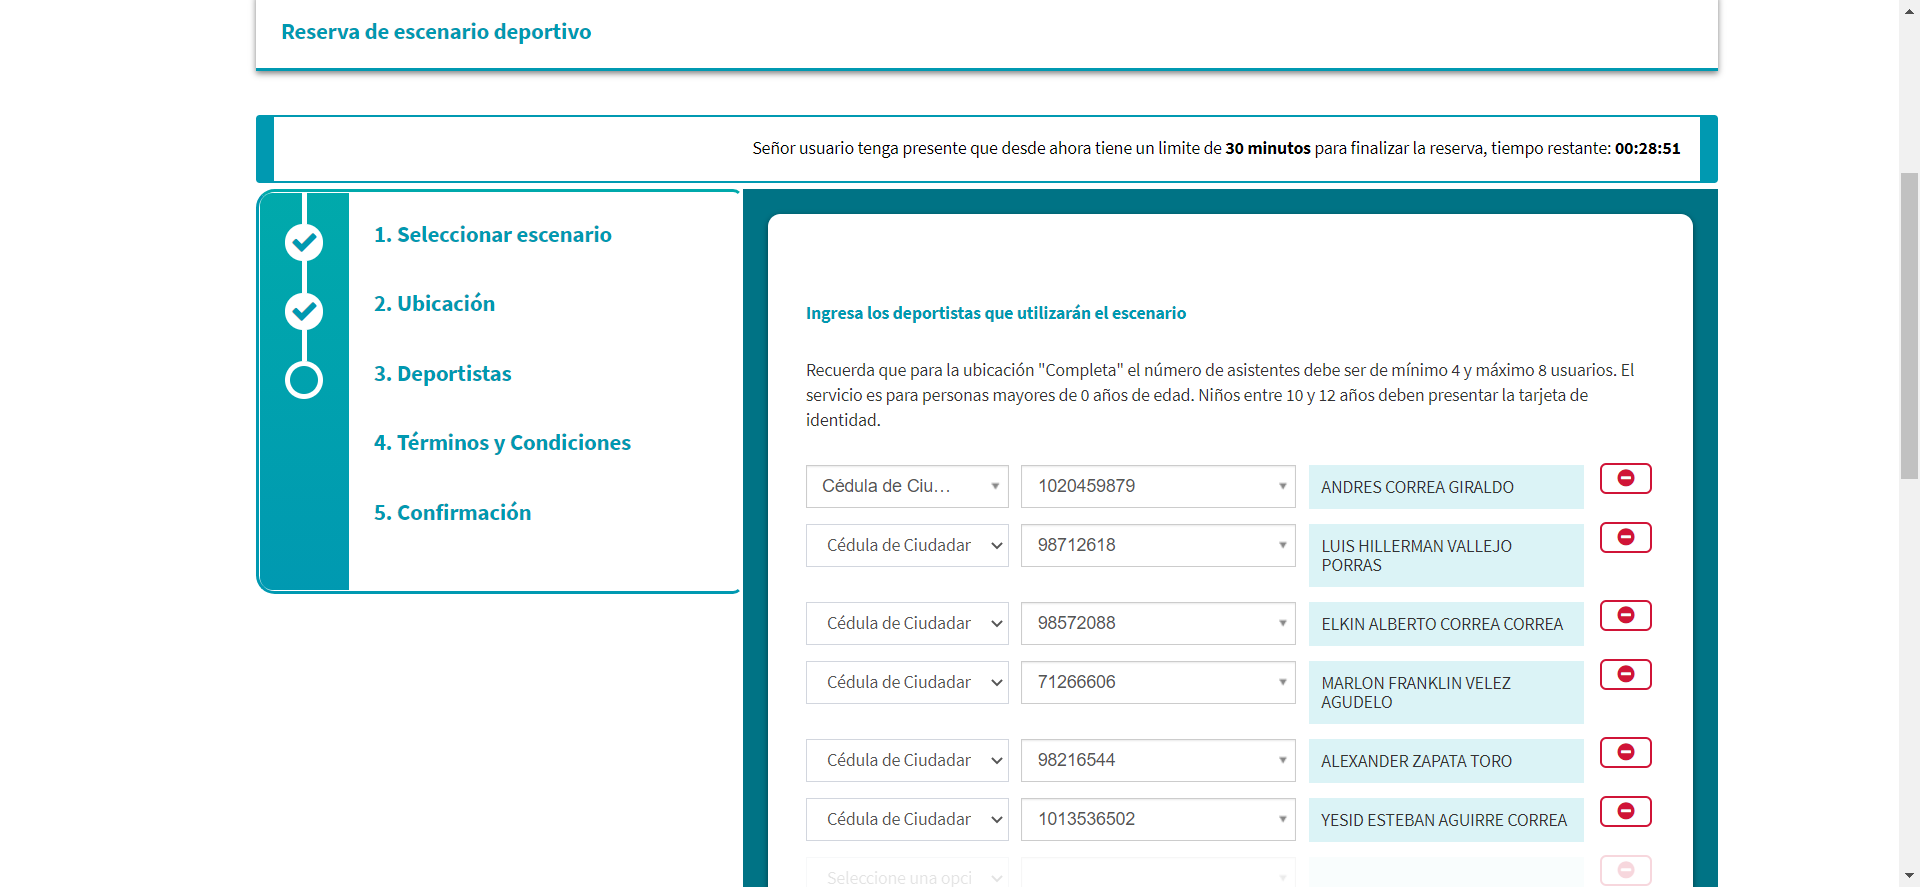 Reserva de escenario deportivo
Señor usuario tenga presente que desde ahora tiene un limite de 30 minutos para finalizar la reserva, tiempo restante: 00:28:51
1. Seleccionar escenario
2. Ubicación
3. Deportistas
4. Términos y Condiciones
5. Confirmación
Ingresa los deportistas que utilizarán el escenario
Recuerda que para la ubicación "Completa" el número de asistentes debe ser de mínimo 4 y máximo 8 usuarios. El
servicio es para personas mayores de 0 años de edad. Niños entre 10 y 12 años deben presentar la tarjeta de
identidad.
Cédula de Ciu… 1020459879 ANDRES CORREA GIRALDO
Cédula de Ciudadar 98712618 LUIS HILLERMAN VALLEJO
PORRAS
Cédula de Ciudadar 98572088 ELKIN ALBERTO CORREA CORREA
Cédula de Ciudadar 71266606 MARLON FRANKLIN VELEZ
AGUDELO
Cédula de Ciudadar 98216544 ALEXANDER ZAPATA TORO
Cédula de Ciudadar 1013536502 YESID ESTEBAN AGUIRRE CORREA
Seleccione una opci